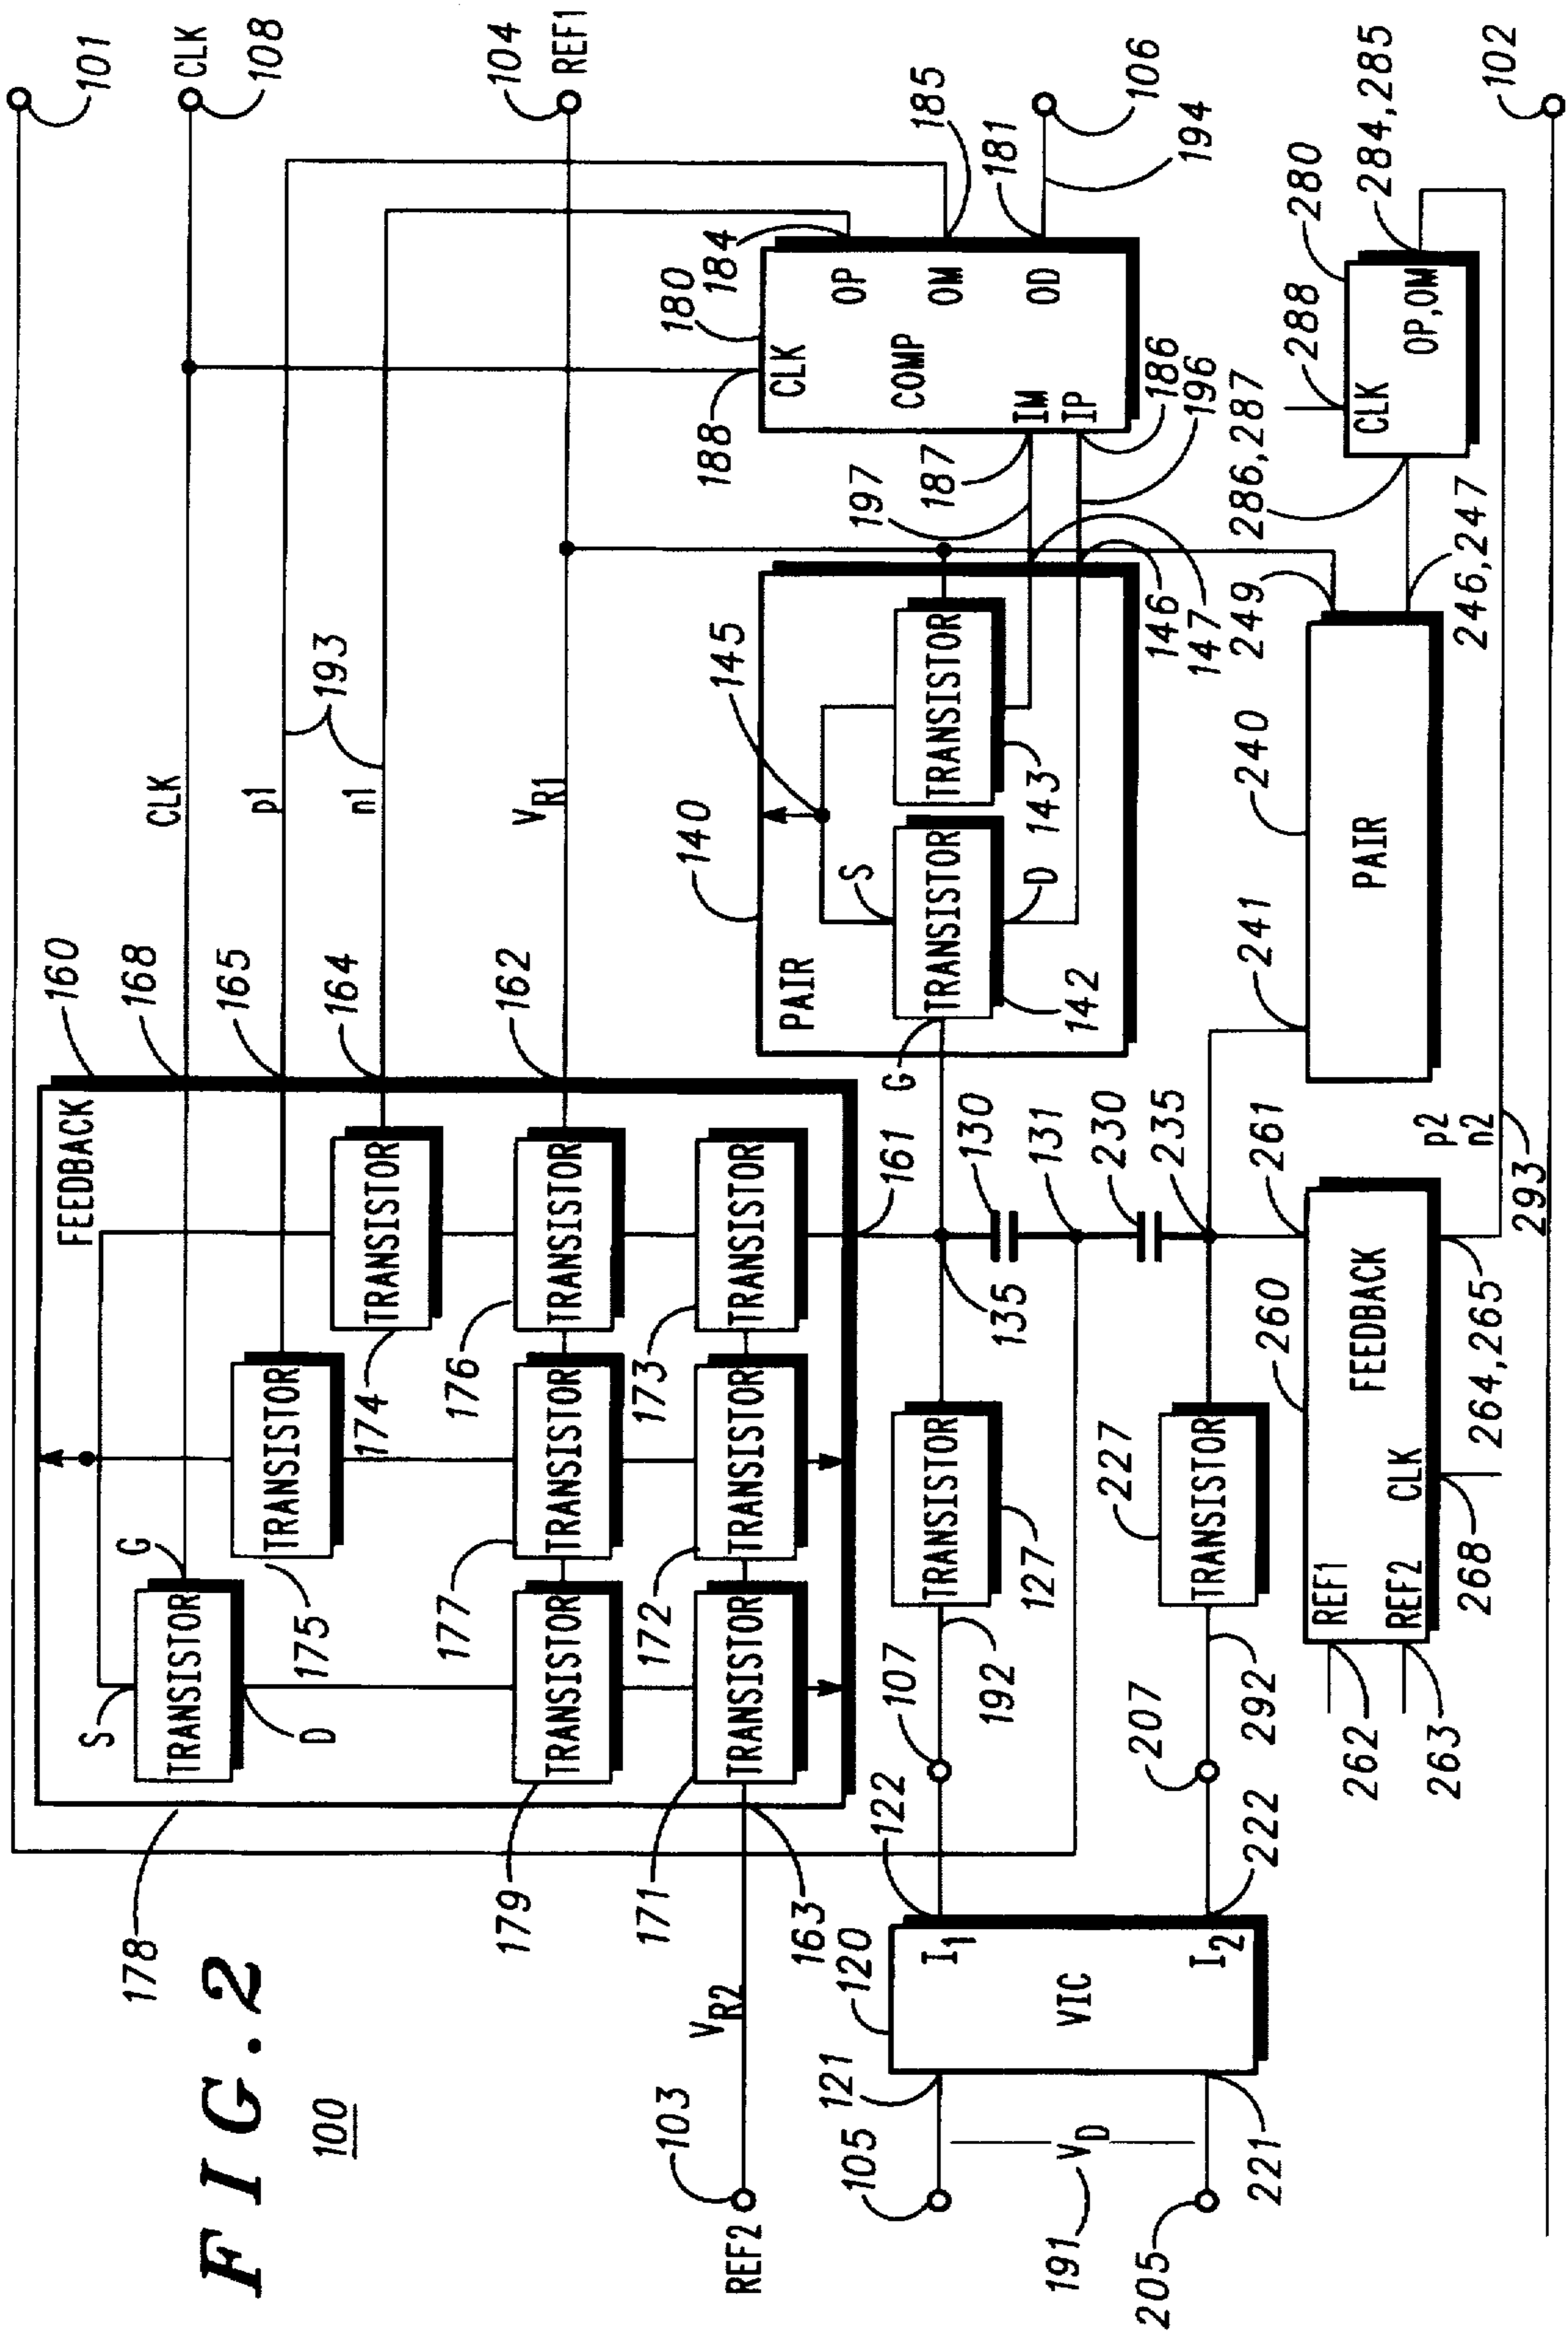 FIG.2
100
101
CLK
108
104
REF1
106
194
185
181
102
284,285
280
288
CLK
OP,OM
286,287
180
184
CLK
OP
COMP
OM
OD
IM
IP
188
187
197
186
196
193
CLK
p1
n1
VR1
145
140
PAIR
S
TRANSISTOR
TRANSISTOR
D
143
142
G
146
147
249
246,247
240
241
PAIR
160
168
165
164
162
FEEDBACK
TRANSISTOR
TRANSISTOR
TRANSISTOR
174
176
173
161
130
131
230
235
135
261
p2
n2
293
G
TRANSISTOR
TRANSISTOR
TRANSISTOR
175
177
172
S
TRANSISTOR
D
TRANSISTOR
TRANSISTOR
178
179
171
163
VR2
103
REF2
TRANSISTOR
127
192
107
122
227
TRANSISTOR
292
207
222
260
FEEDBACK
REF1
REF2
CLK
264,265
268
262
263
120
I1
VIC
I2
121
221
105
VD
191
205